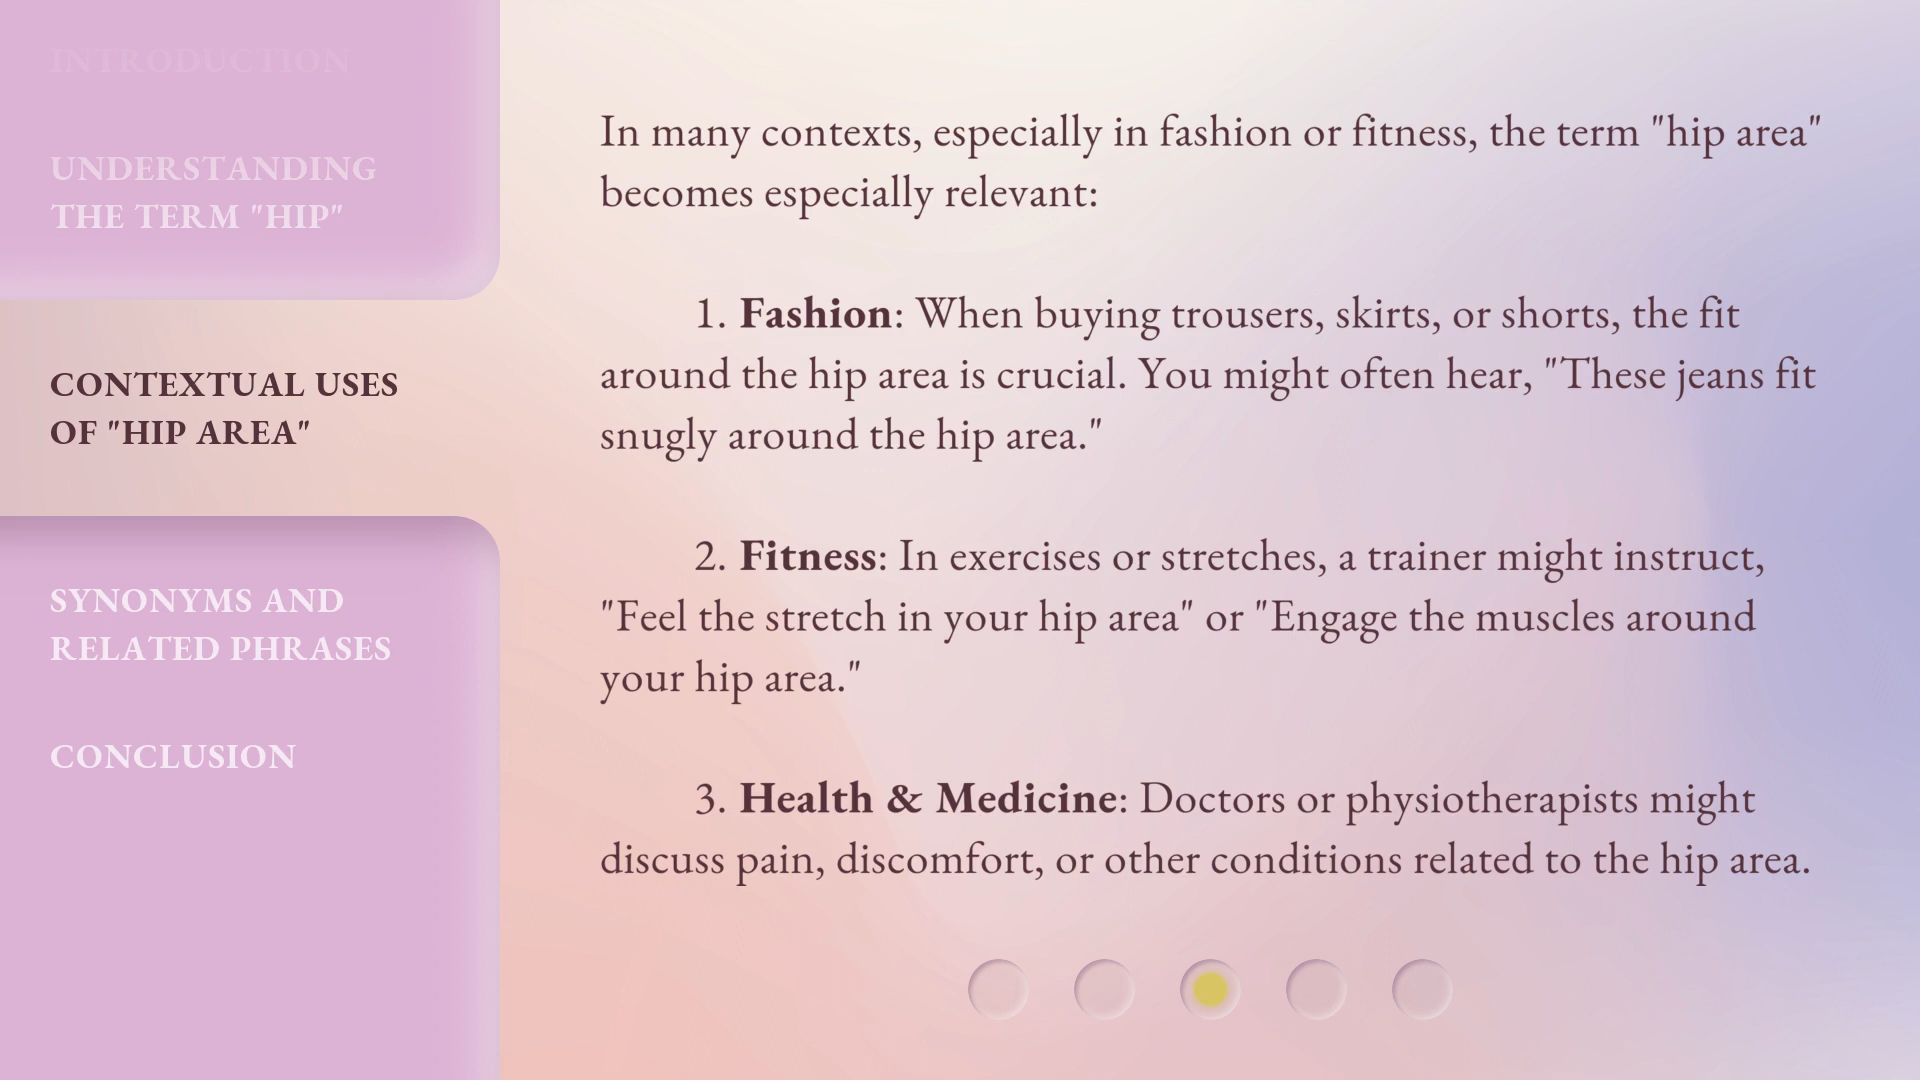 INTRODUCTION
UNDERSTANDING
THE TERM "HIP"
CONTEXTUAL USES
OF "HIP AREA"
SYNONYMS AND
RELATED PHRASES
CONCLUSION
In many contexts, especially in fashion or fitness, the term "hip area"
becomes especially relevant:
1. Fashion: When buying trousers, skirts, or shorts, the fit
around the hip area is crucial. You might often hear, "These jeans fit
snugly around the hip area."
2. Fitness: In exercises or stretches, a trainer might instruct,
"Feel the stretch in your hip area" or "Engage the muscles around
your hip area."
3. Health & Medicine: Doctors or physiotherapists might
discuss pain, discomfort, or other conditions related to the hip area.